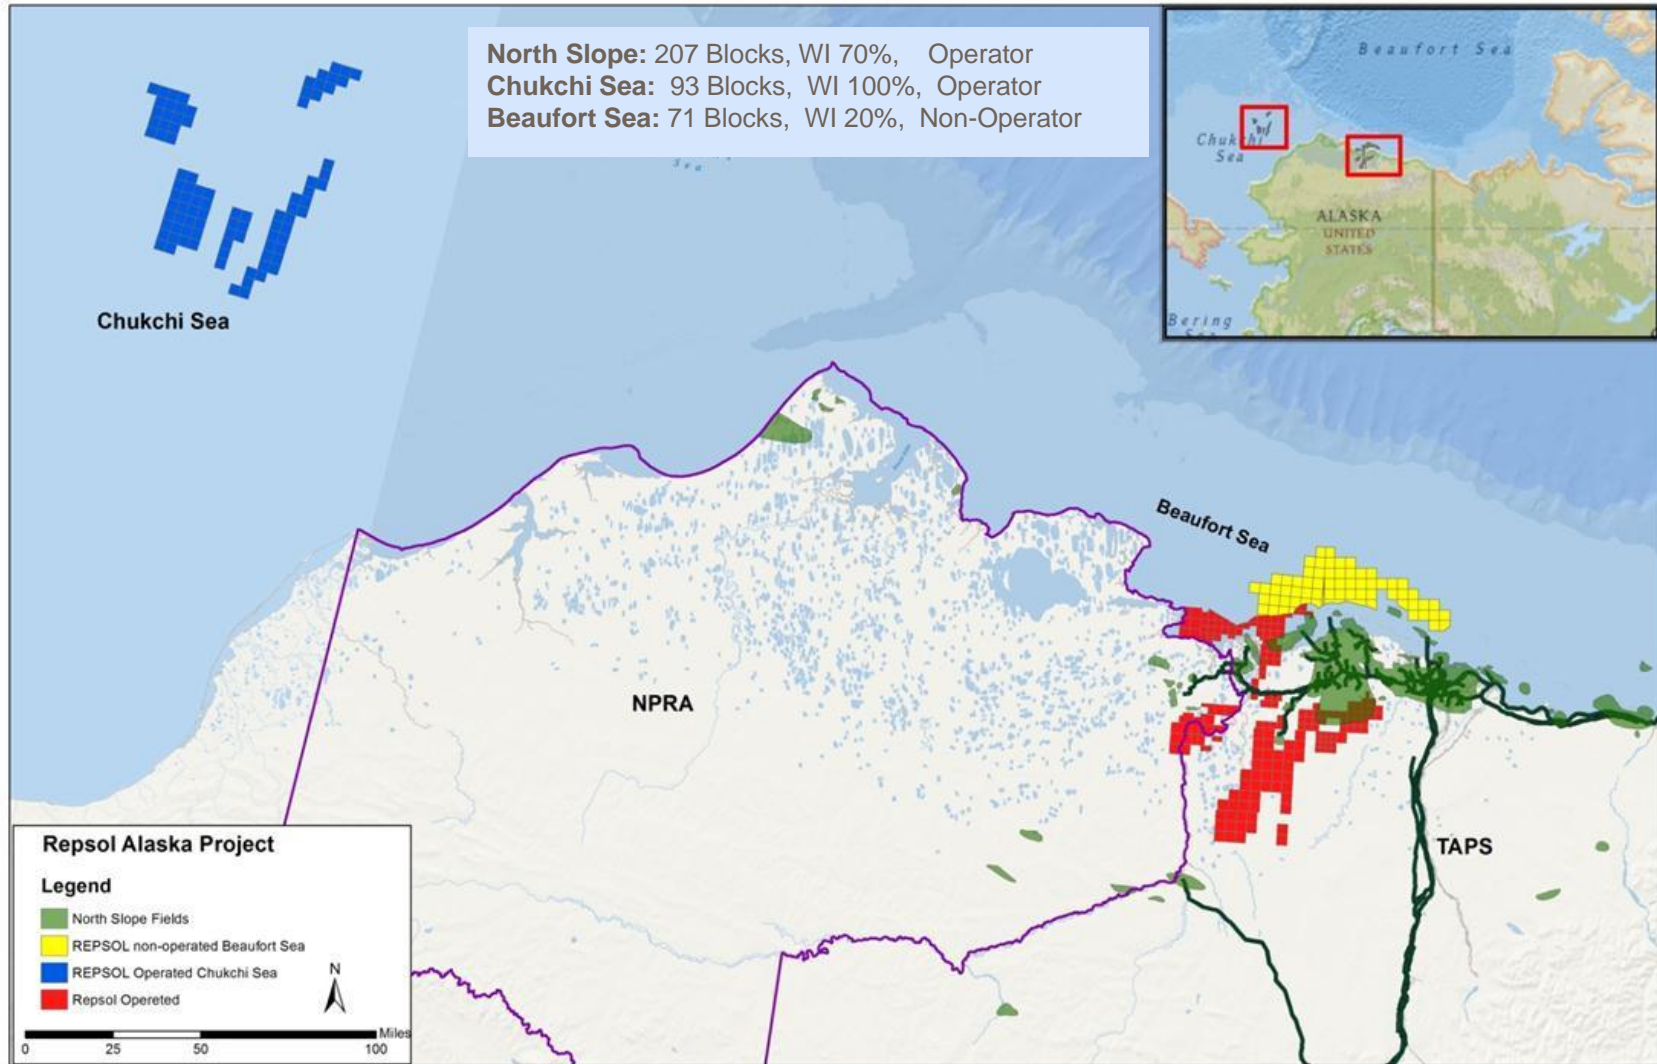 North Slope: 207 Blocks, WI 70%, Operator
Chukchi Sea: 93 Blocks, WI 100%, Operator
Beaufort Sea: 71 Blocks, WI 20%, Non-Operator
Sea
Beaufort Sea
Chukchi
Sea
ALASKA
UNITED
STATES
Bering
Chukchi Sea
Beaufort Sea
NPRA
TAPS
Repsol Alaska Project
Legend
North Slope Fields
REPSOL non-operated Beaufort Sea
REPSOL Operated Chukchi Sea
Repsol Opereted
N
Miles
0 25 50 100